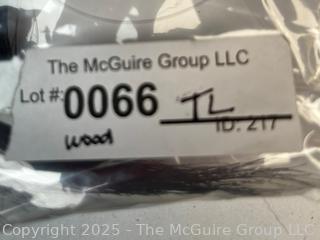 The McGuire Group LLC
Lot #: 0066 TL
wood ID: 217
Copyright 2025 - The McGuire Group LLC